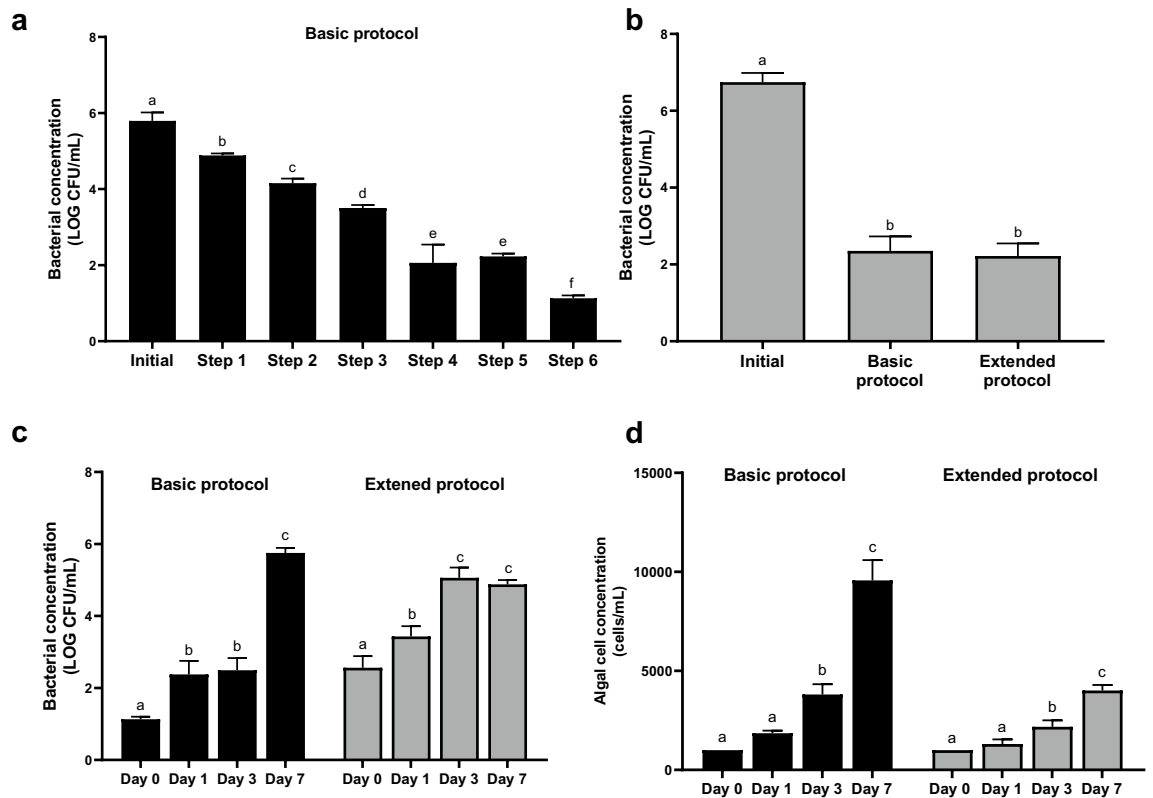 a
Basic protocol
Bacterial concentration
(LOG CFU/mL)
8
6
4
2
0
a
b
c
d
e
e
f
Initial Step 1 Step 2 Step 3 Step 4 Step 5 Step 6
b
Bacterial concentration
(LOG CFU/mL)
8
6
4
2
0
a
b
b
Initial Basic Extended
protocol protocol
c
Basic protocol Extened protocol
Bacterial concentration
(LOG CFU/mL)
8
6
4
2
0
a
b
b
c
a
b
c
c
Day 0 Day 1 Day 3 Day 7 Day 0 Day 1 Day 3 Day 7
d
Basic protocol Extended protocol
Algal cell concentration
(cells/mL)
15000
10000
5000
0
a
a
b
c
a
a
b
c
Day 0 Day 1 Day 3 Day 7 Day 0 Day 1 Day 3 Day 7